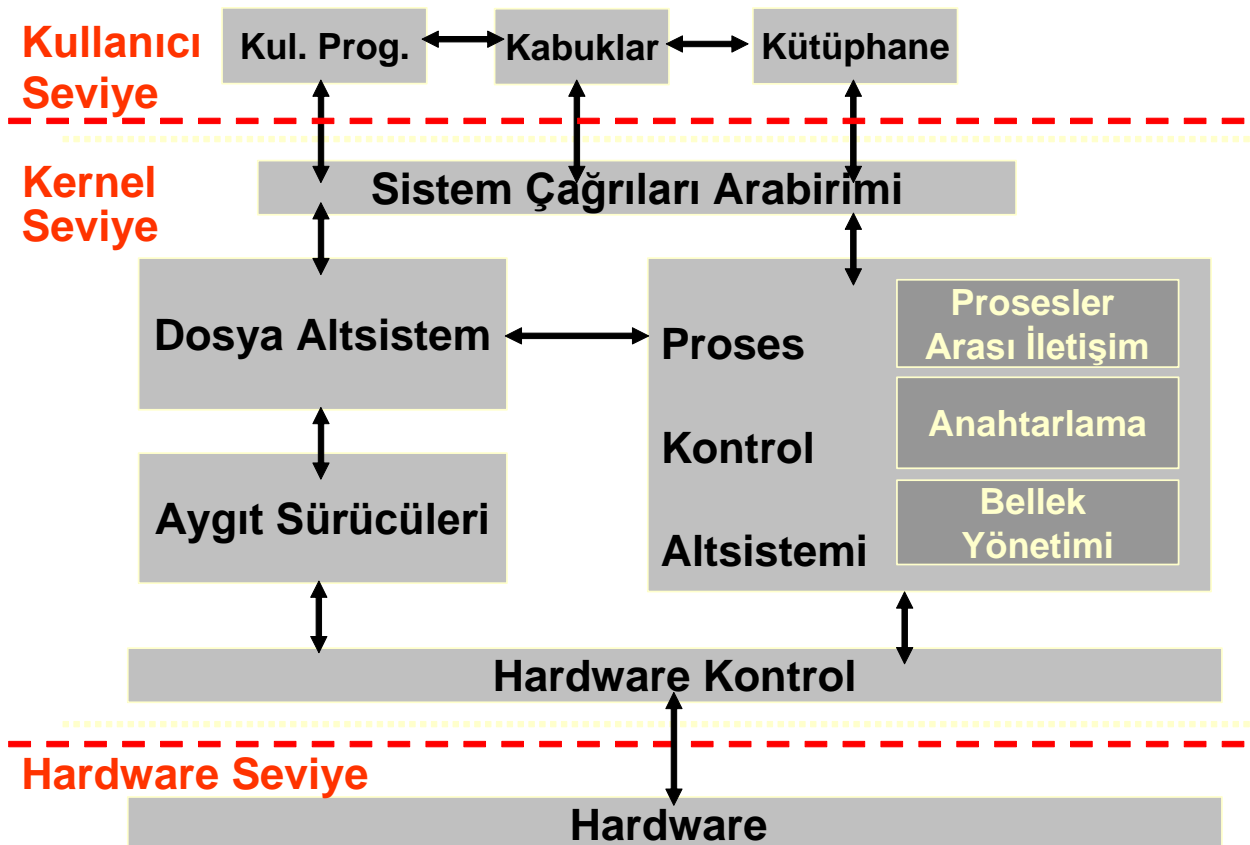 Kullanıcı
Seviye
Kul. Prog.
Kabuklar
Kütüphane
Kernel
Seviye
Sistem Çağrıları Arabirimi
Dosya Altsistem
Aygıt Sürücüleri
Proses
Kontrol
Altsistemi
Prosesler
Arası İletişim
Anahtarlama
Bellek
Yönetimi
Hardware Kontrol
Hardware Seviye
Hardware